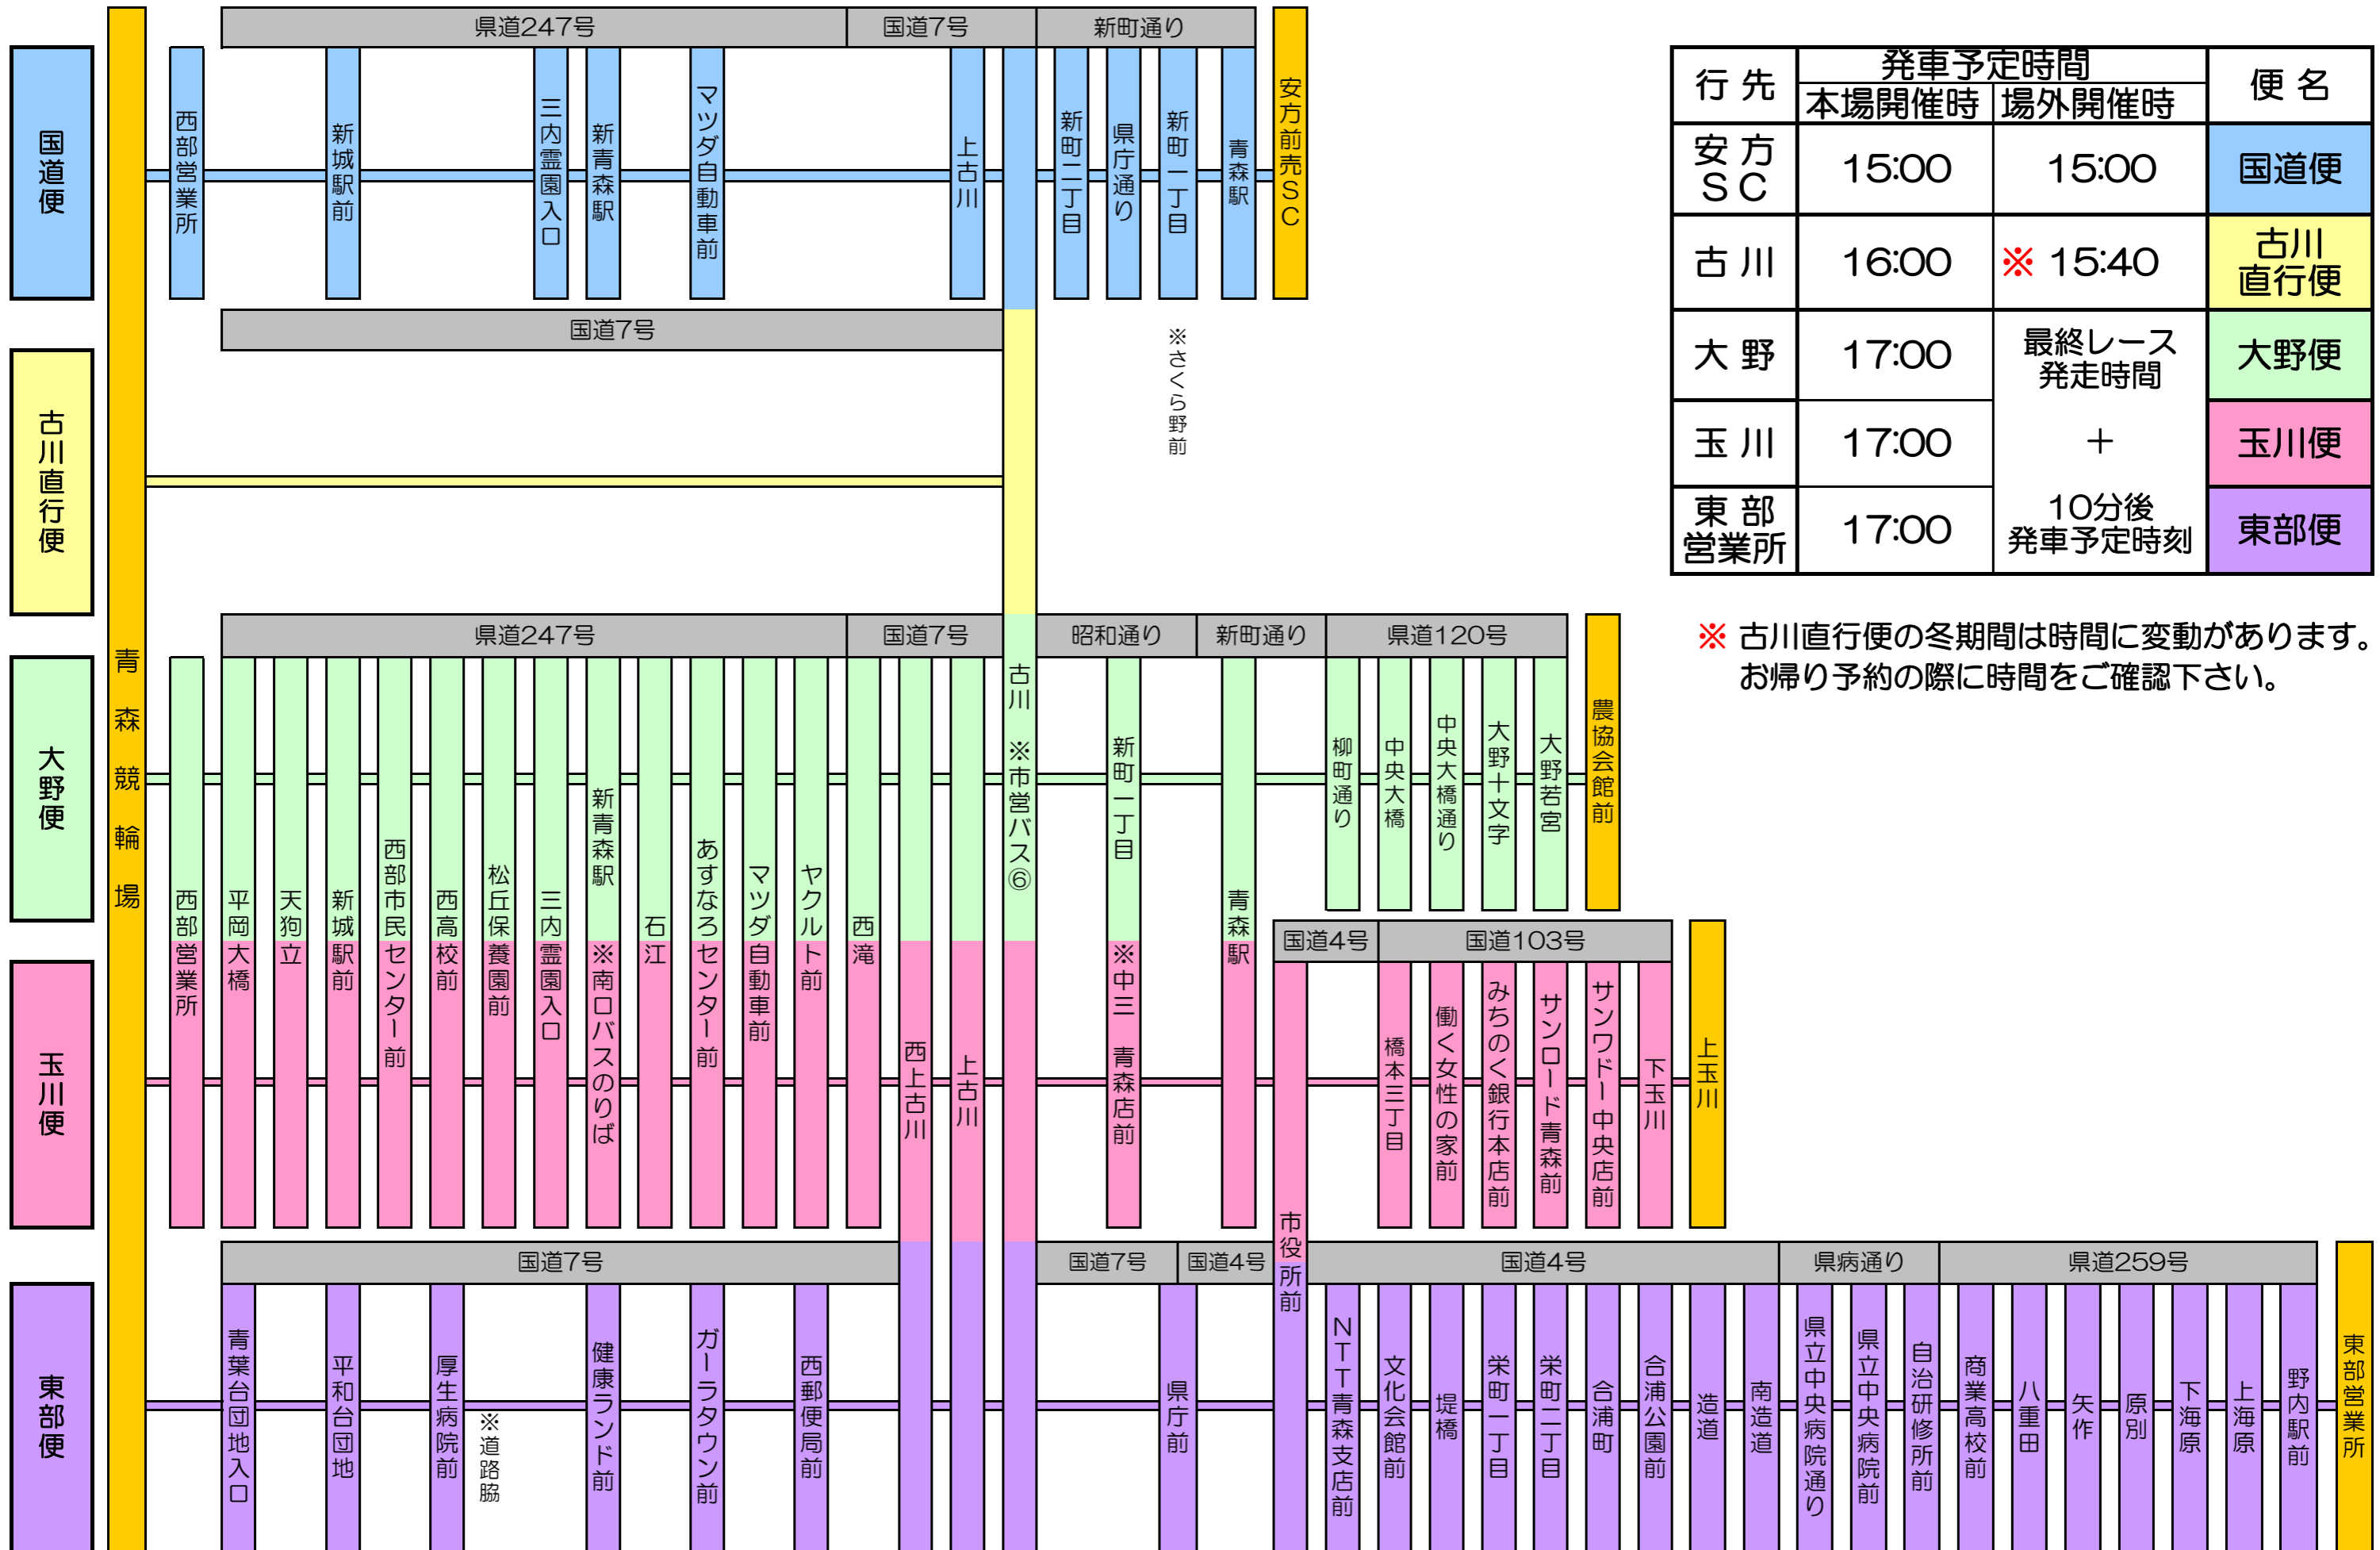 県道247号
国道7号
新町通り
国道便
西部営業所
新城駅前
三内霊園入口
新青森駅
マツダ自動車前
上古川
新町二丁目
県庁通り
新町一丁目
※さくら野前
青森駅
安方前売SC
行先
発車予定時間
便名
本場開催時
場外開催時
安方
SC
15:00
15:00
国道便
古川
16:00
※ 15:40
古川
直行便
大野
17:00
最終レース
発走時間
大野便
玉川
17:00
+
玉川便
東部
営業所
17:00
10分後
発車予定時刻
東部便
※ 古川直行便の冬期間は時間に変動があります。
お帰り予約の際に時間をご確認下さい。
国道7号
古川直行便
青森競輪場
県道247号
国道7号
昭和通り
新町通り
県道120号
大野便
西部営業所
平岡大橋
天狗立
新城駅前
西部市民センター前
西高校前
松丘保養園前
三内霊園入口
新青森駅 ※南口バスのりば
石江
あすなろセンター前
マツダ自動車前
ヤクルト前
西滝
西上古川
上古川
古川 ※市営バス⑥
新町一丁目 ※中三 青森店前
青森駅
柳町通り
中央大橋
中央大橋通り
大野十文字
大野若宮
農協会館前
玉川便
国道4号
国道103号
市役所前
橋本三丁目
働く女性の家前
みちのく銀行本店前
サンロード青森前
サンワドー中央店前
下玉川
上玉川
国道7号
国道7号
国道4号
国道4号
県病通り
県道259号
東部便
青葉台団地入口
平和台団地
厚生病院前
※道路脇
健康ランド前
ガーラタウン前
西郵便局前
県庁前
NTT青森支店前
文化会館前
堤橋
栄町一丁目
栄町二丁目
合浦町
合浦公園前
造道
南造道
県立中央病院通り
県立中央病院前
自治研修所前
商業高校前
八重田
矢作
原別
下海原
上海原
野内駅前
東部営業所